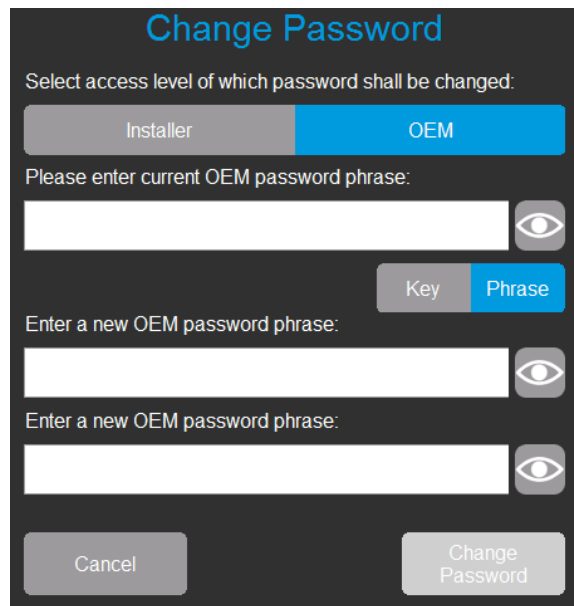 Change Password
Select access level of which password shall be changed:
Installer OEM
Please enter current OEM password phrase:
Key Phrase
Enter a new OEM password phrase:
Enter a new OEM password phrase:
Cancel Change
Password